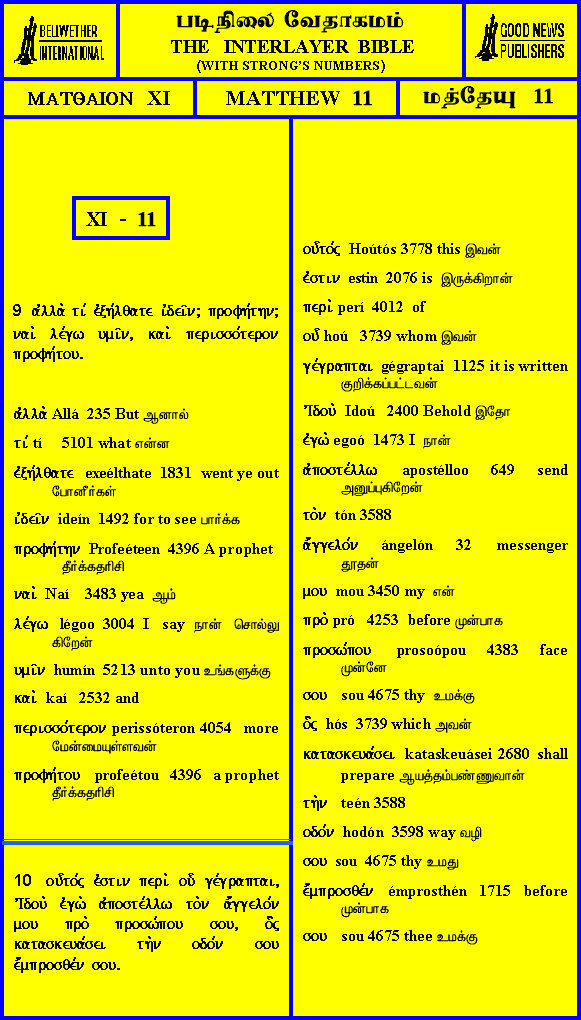 BELLWETHER
INTERNATIONAL
படிநிலை வேதாகமம்
THE INTERLAYER BIBLE
(WITH STRONG'S NUMBERS)
GOOD NEWS
PUBLISHERS
ΜΑΤΘΑΙΟΝ XI
MATTHEW 11
மத்தேயு 11
XI - 11
9 ἀλλὰ τί ἐξήλθατε ἰδεῖν; προφήτην;
ναὶ λέγω υμῖν, καὶ περισσότερον
προφήτου.
ἀλλὰ Allá 235 But ஆனால்
τί tí 5101 what என்ன
ἐξήλθατε exeélthate 1831 went ye out
போனீர்கள்
ἰδεῖν ideín 1492 for to see பார்க்க
προφήτην Profeéteen 4396 A prophet
தீர்க்கதரிசி
ναὶ Naí 3483 yea ஆம்
λέγω légoo 3004 I say நான் சொல்லு
கிறேன்
υμῖν humín 5213 unto you உங்களுக்கு
καὶ kaí 2532 and
περισσότερον perissóteron 4054 more
மேன்மையுள்ளவன்
προφήτου profeétou 4396 a prophet
தீர்க்கதரிசி
10 οὗτός ἐστιν περὶ οὗ γέγραπται,
Ἰδοὺ ἐγὼ ἀποστέλλω τὸν ἄγγελόν
μου πρὸ προσώπου σου, ὃς
κατασκευάσει τὴν οδόν σου
ἔμπροσθέν σου.
οὗτός Hoútós 3778 this இவன்
ἐστιν estin 2076 is இருக்கிறான்
περὶ perí 4012 of
οὗ hoú 3739 whom இவன்
γέγραπται gégraptai 1125 it is written
குறிக்கப்பட்டவன்
Ἰδοὺ Idoú 2400 Behold இதோ
ἐγὼ egoó 1473 I நான்
ἀποστέλλω apostélloo 649 send
அனுப்புகிறேன்
τὸν tón 3588
ἄγγελόν ángelón 32 messenger
தூதன்
μου mou 3450 my என்
πρὸ pró 4253 before முன்பாக
προσώπου prosoópou 4383 face
முன்னே
σου sou 4675 thy உமக்கு
ὃς hós 3739 which அவன்
κατασκευάσει kataskeuásei 2680 shall
prepare ஆயத்தம்பண்ணுவான்
τὴν teén 3588
οδόν hodón 3598 way வழி
σου sou 4675 thy உமது
ἔμπροσθέν émprosthén 1715 before
முன்பாக
σου sou 4675 thee உமக்கு